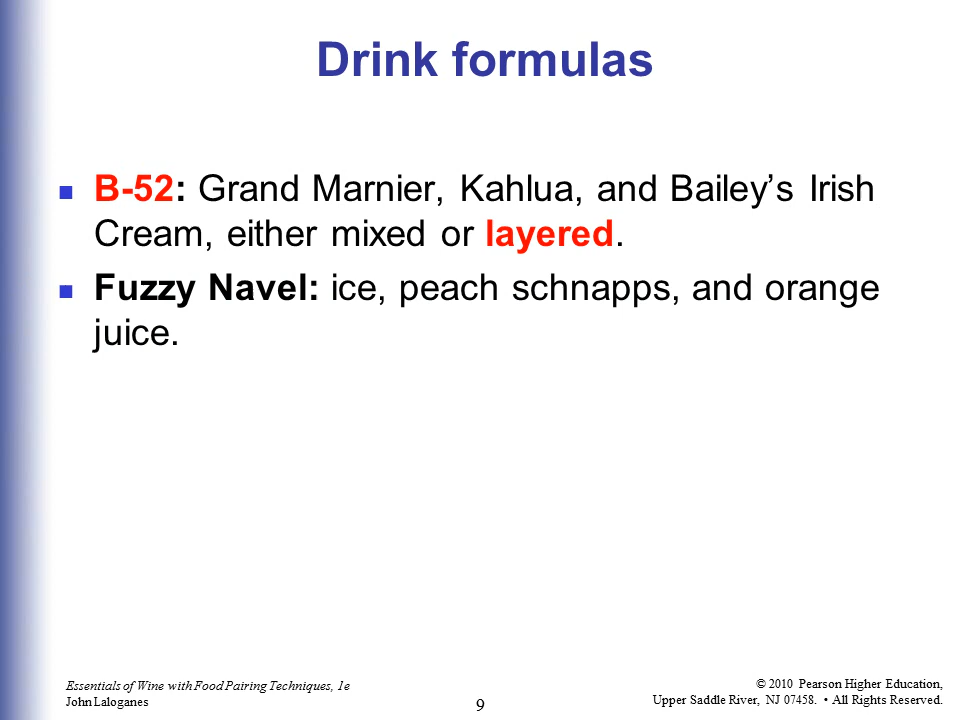 Drink formulas
B-52: Grand Marnier, Kahlua, and Bailey’s Irish
Cream, either mixed or layered.
Fuzzy Navel: ice, peach schnapps, and orange
juice.
Essentials of Wine with Food Pairing Techniques, 1e
John Laloganes
9
© 2010 Pearson Higher Education,
Upper Saddle River, NJ 07458. • All Rights Reserved.